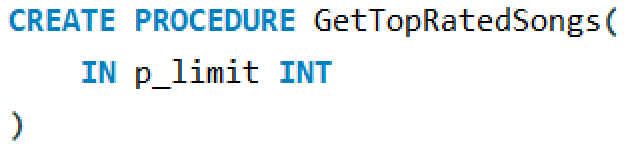 CREATE PROCEDURE GetTopRatedSongs(
    IN p_limit INT
)